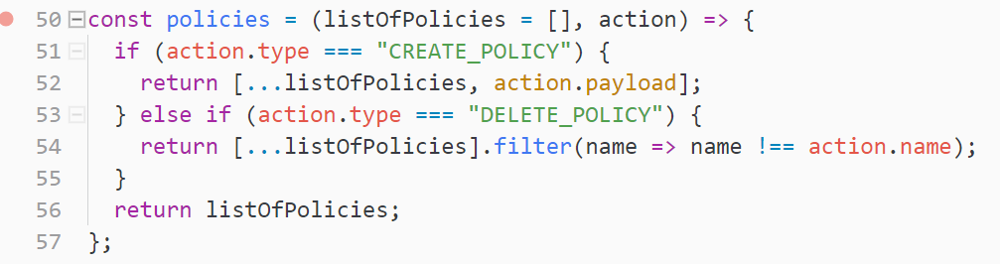 50 const policies = (listOfPolicies = [], action) => {
51   if (action.type === "CREATE_POLICY") {
52     return [...listOfPolicies, action.payload];
53   } else if (action.type === "DELETE_POLICY") {
54     return [...listOfPolicies].filter(name => name !== action.name);
55   }
56   return listOfPolicies;
57 };